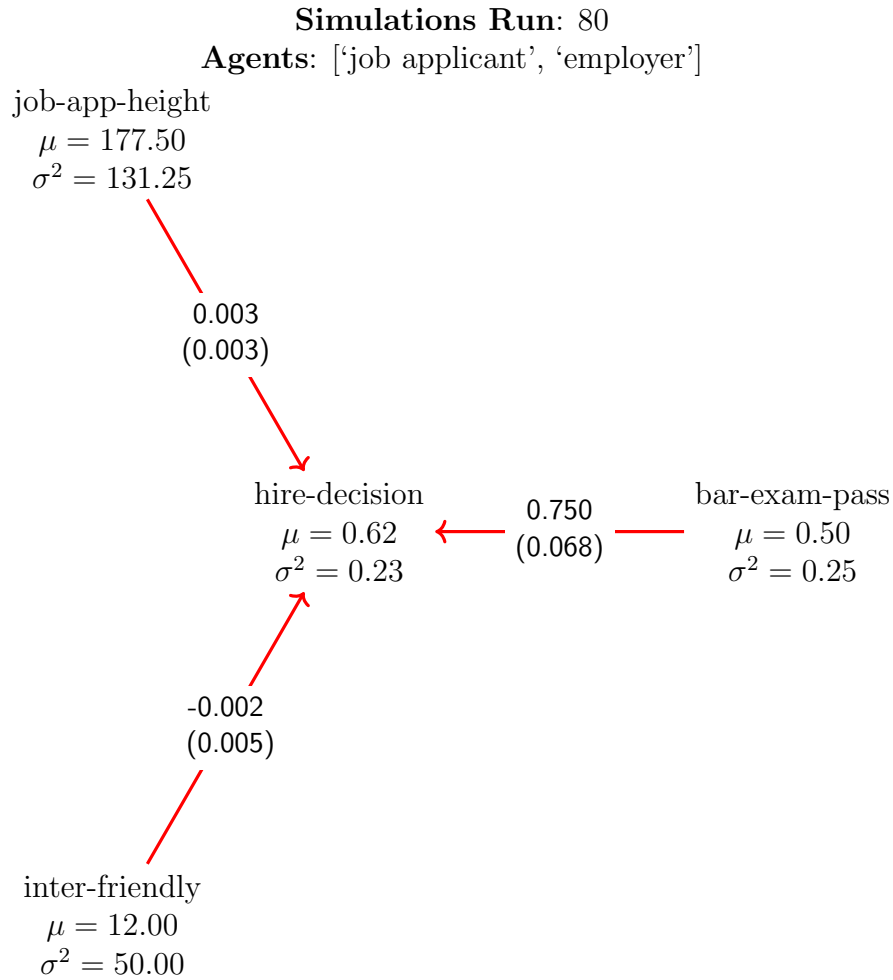 Simulations Run: 80
Agents: [‘job applicant’, ‘employer’]
job-app-height
μ = 177.50
σ² = 131.25
0.003
(0.003)
hire-decision
μ = 0.62
σ² = 0.23
0.750
(0.068)
bar-exam-pass
μ = 0.50
σ² = 0.25
-0.002
(0.005)
inter-friendly
μ = 12.00
σ² = 50.00